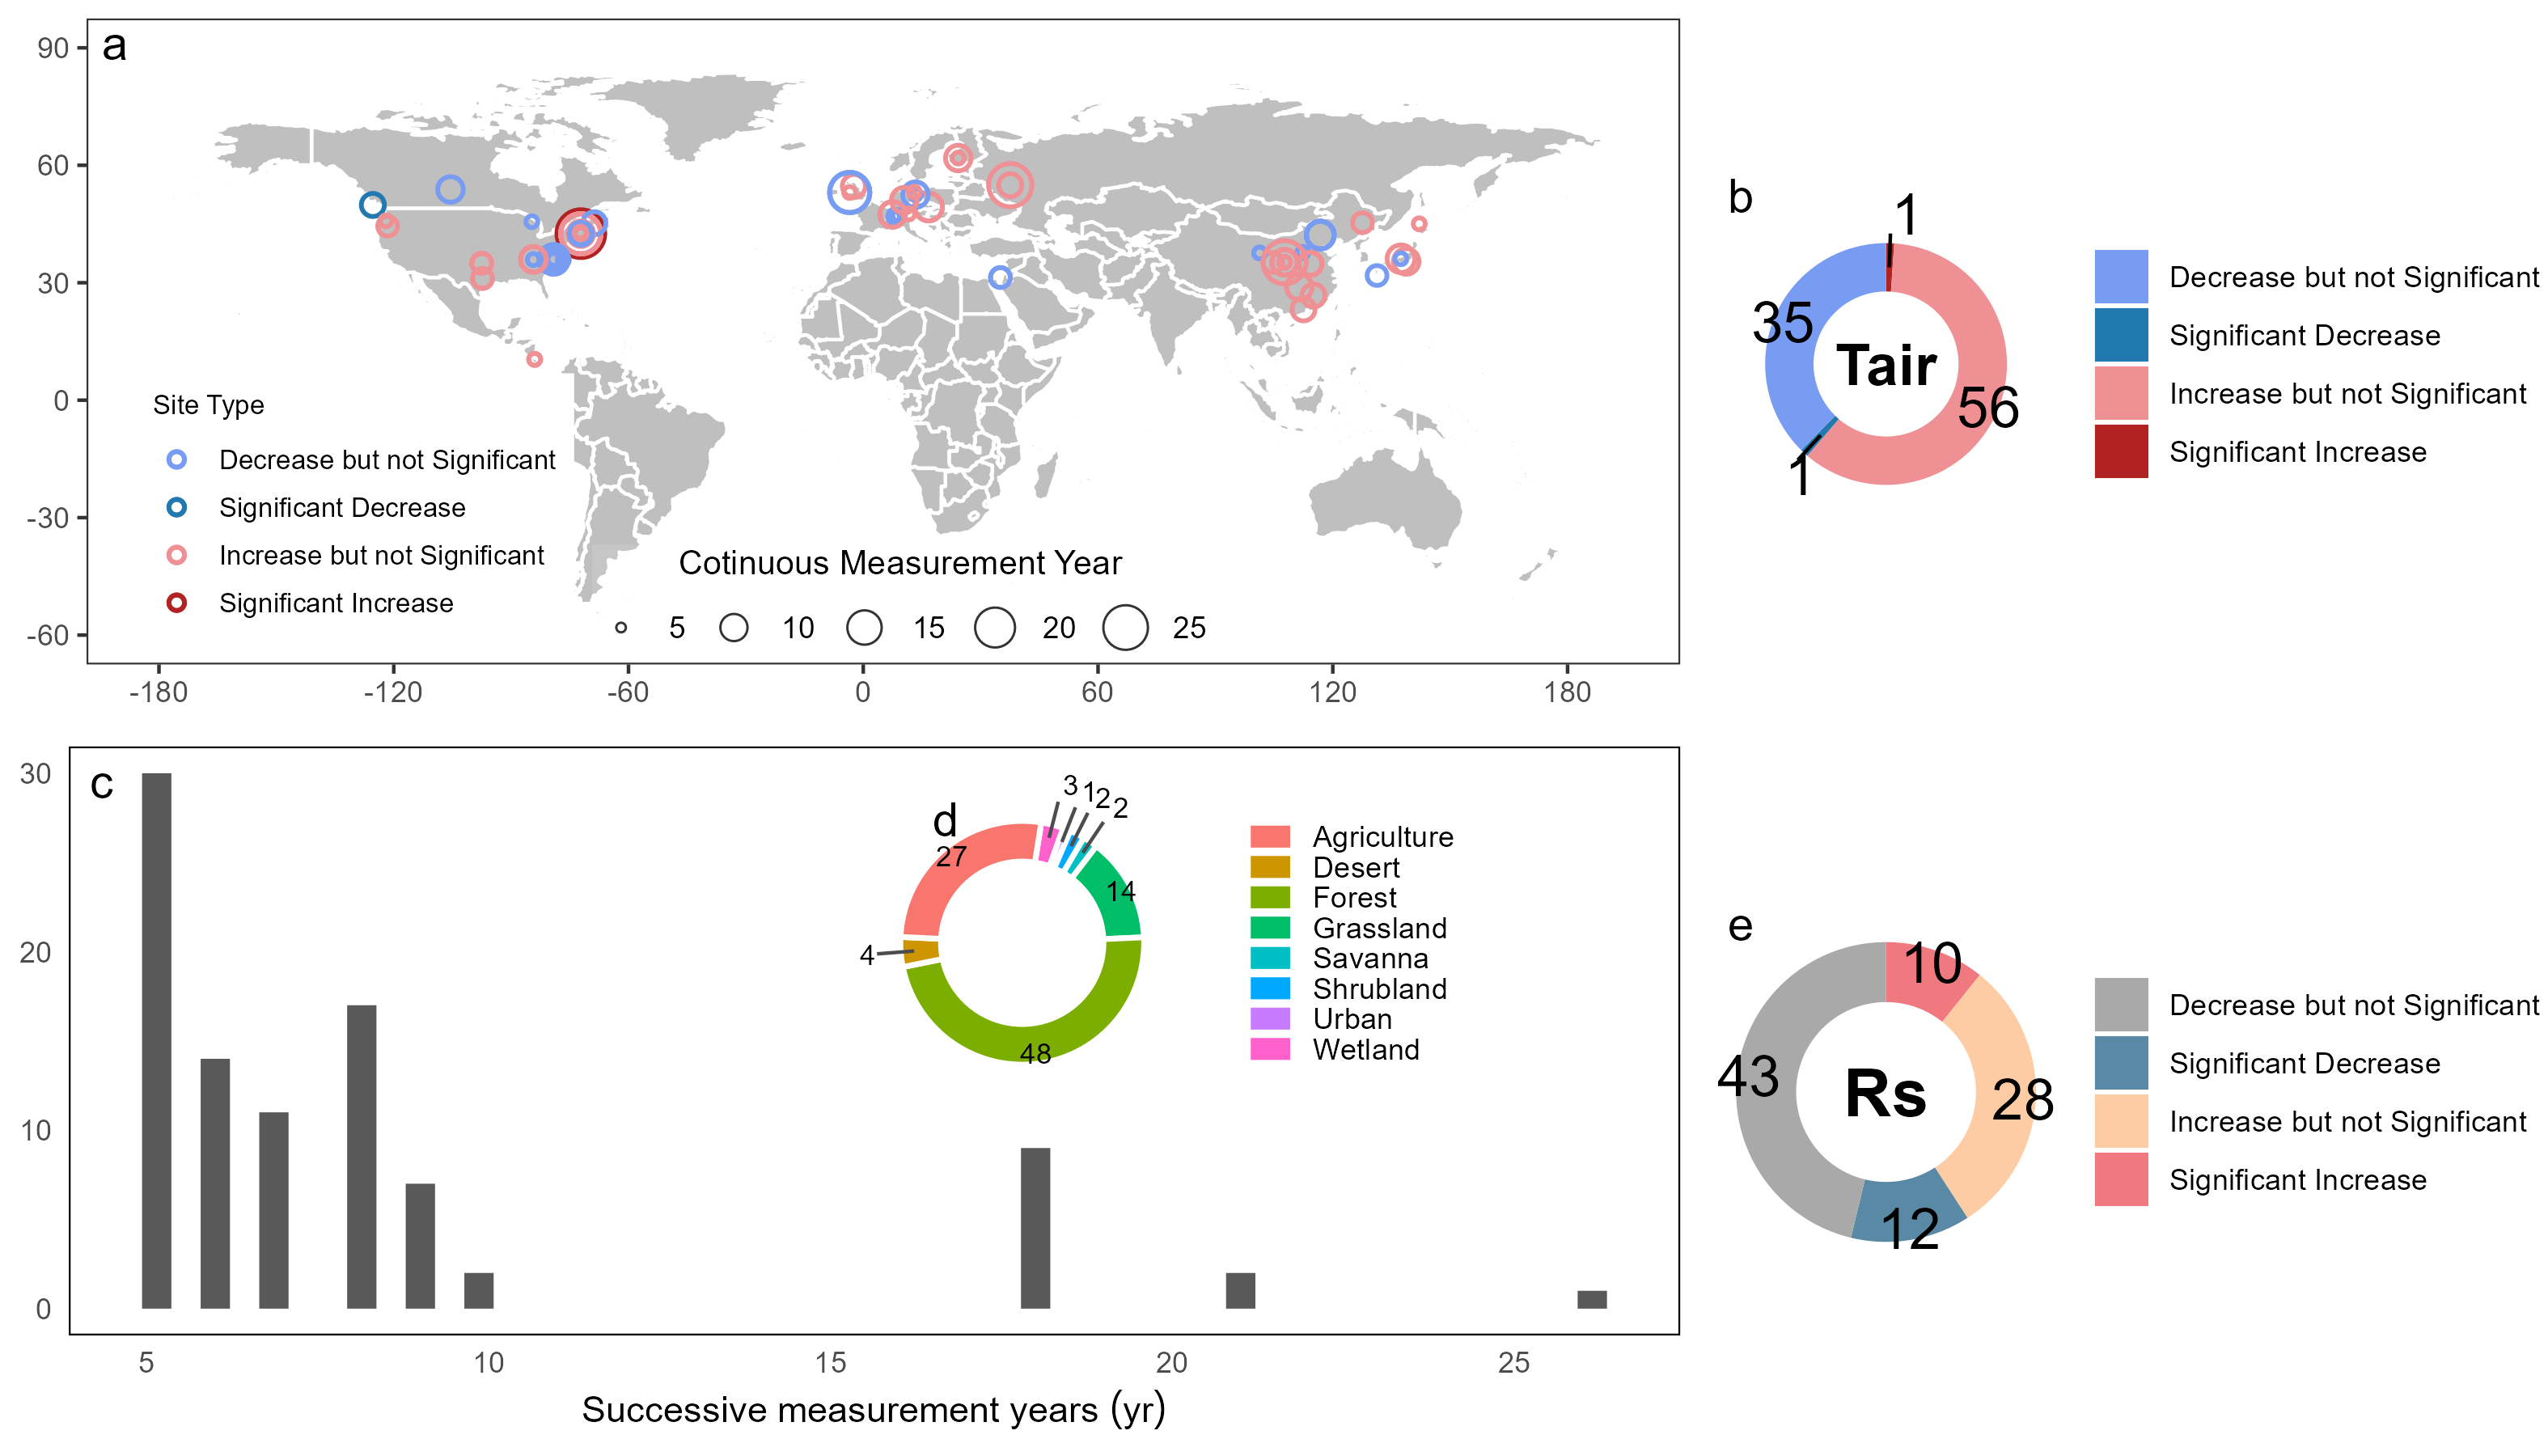 a
90
60
30
0
-30
-60
-180
-120
-60
0
60
120
180
Site Type
Decrease but not Significant
Significant Decrease
Increase but not Significant
Significant Increase
Cotinuous Measurement Year
5
10
15
20
25
b
1
35
56
1
Tair
Decrease but not Significant
Significant Decrease
Increase but not Significant
Significant Increase
c
30
20
10
0
5
10
15
20
25
Successive measurement years (yr)
d
3
1
2
2
27
14
4
48
Agriculture
Desert
Forest
Grassland
Savanna
Shrubland
Urban
Wetland
e
10
43
28
12
Rs
Decrease but not Significant
Significant Decrease
Increase but not Significant
Significant Increase